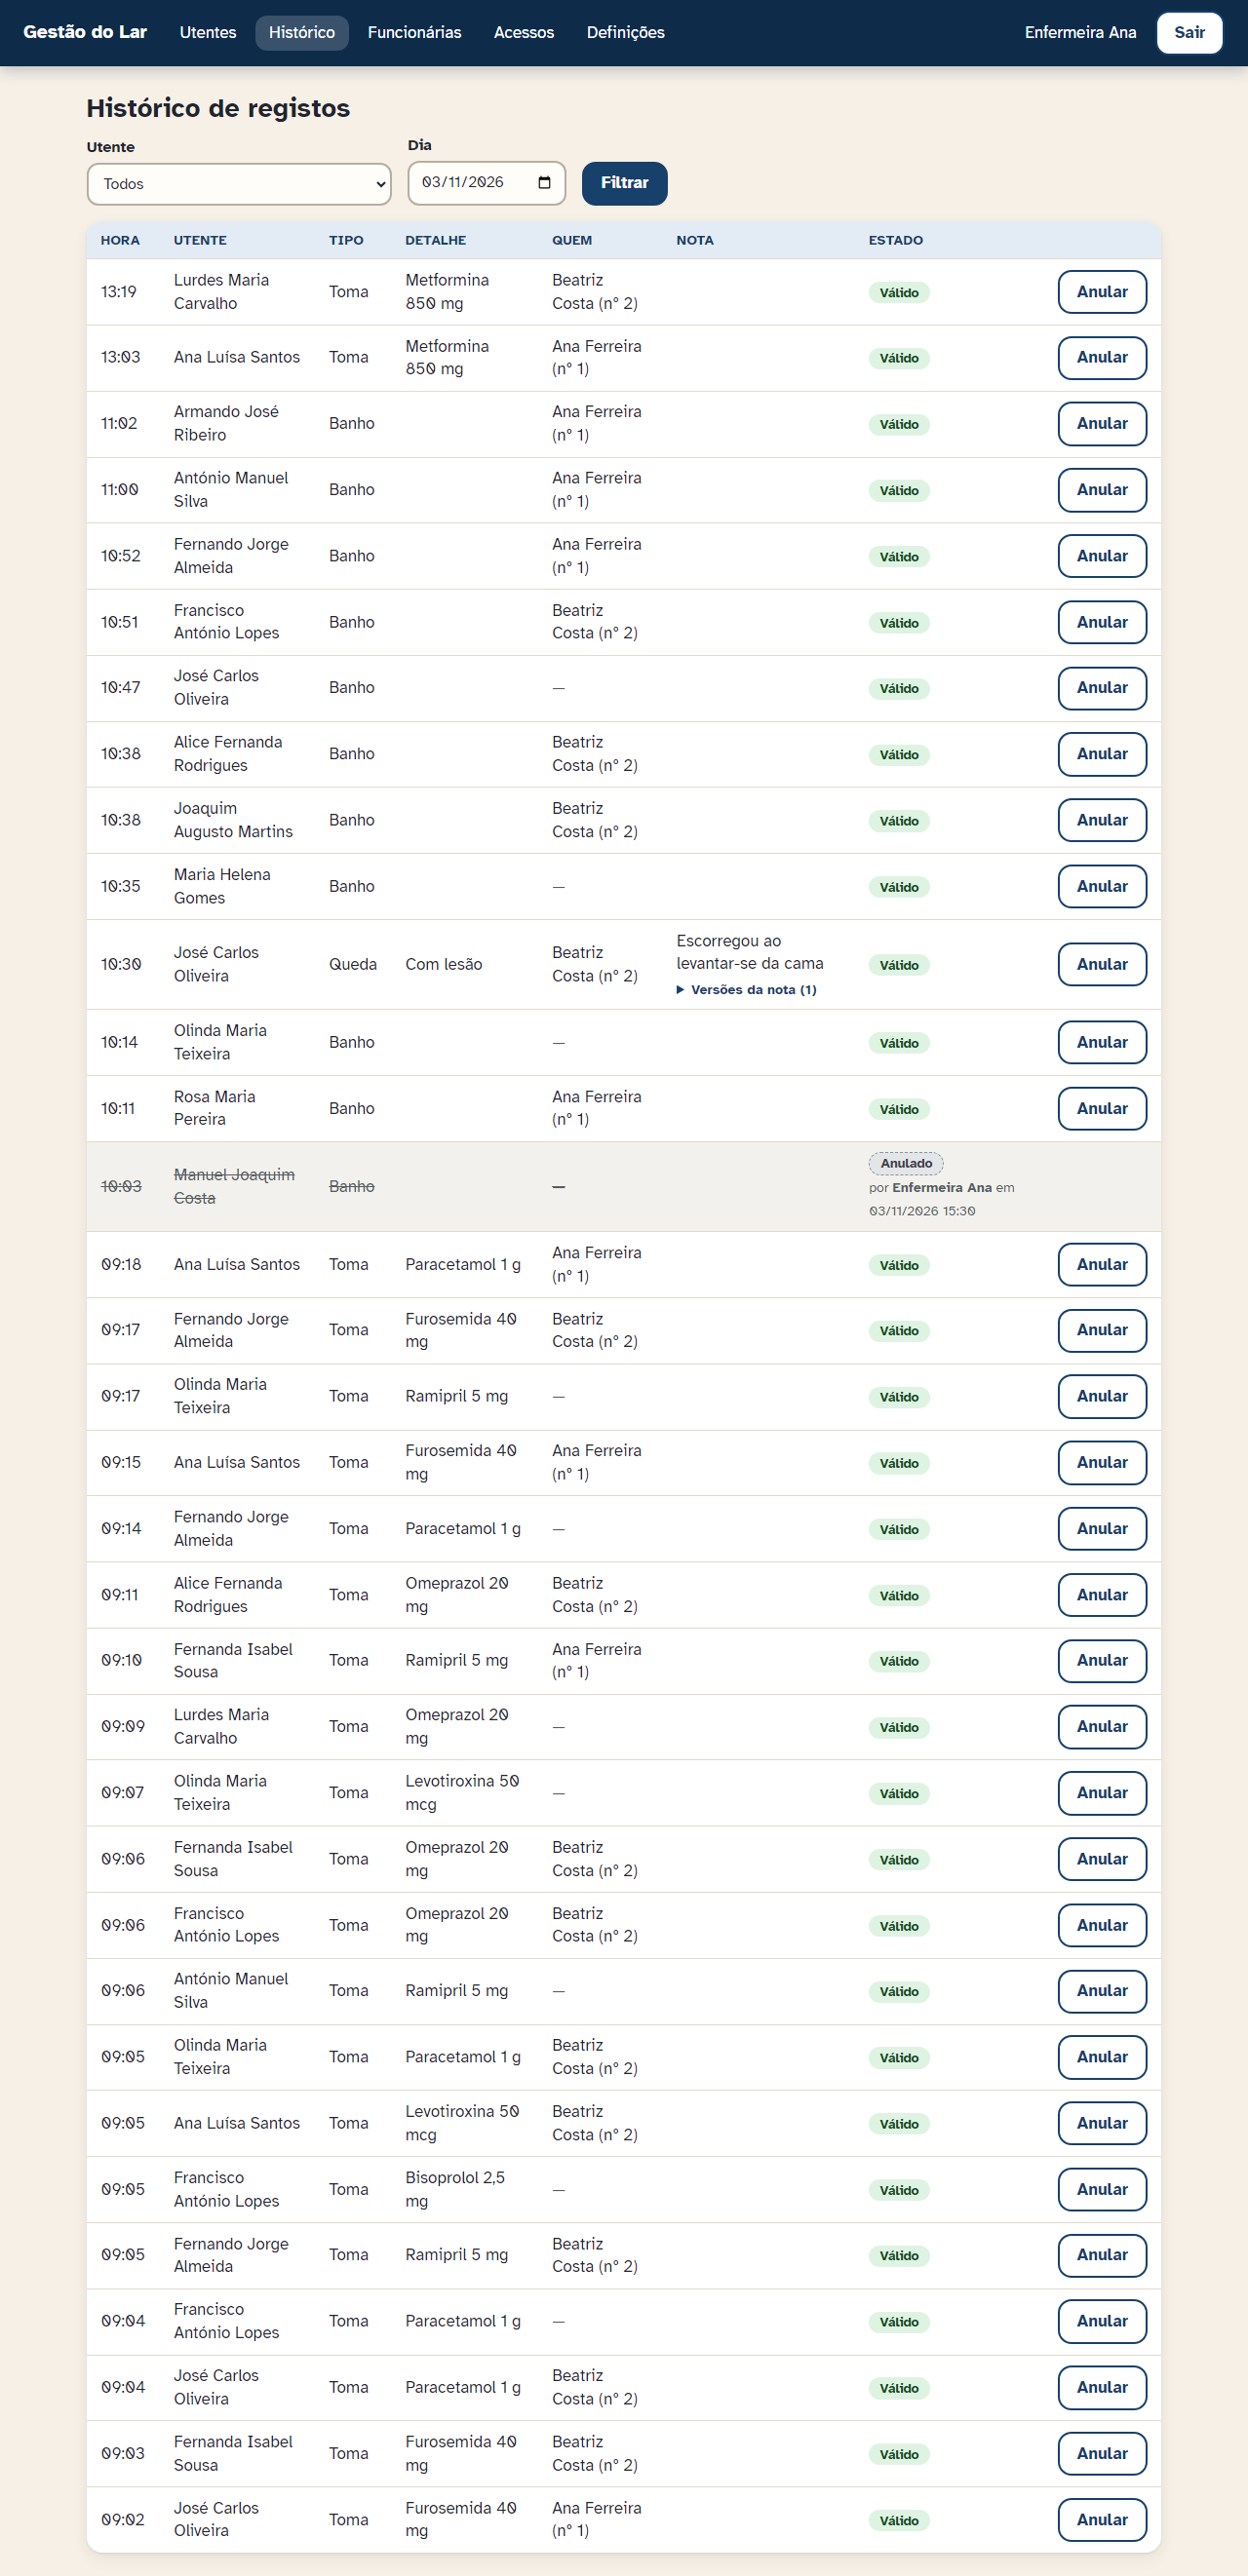 Gestão do Lar Utentes Histórico Funcionárias Acessos Definições Enfermeira Ana Sair
Histórico de registos
Utente Dia
Todos 03/11/2026 Filtrar
HORA UTENTE TIPO DETALHE QUEM NOTA ESTADO
13:19 Lurdes Maria Carvalho Toma Metformina 850 mg Beatriz Costa (nº 2) Válido Anular
13:03 Ana Luísa Santos Toma Metformina 850 mg Ana Ferreira (nº 1) Válido Anular
11:02 Armando José Ribeiro Banho Ana Ferreira (nº 1) Válido Anular
11:00 António Manuel Silva Banho Ana Ferreira (nº 1) Válido Anular
10:52 Fernando Jorge Almeida Banho Ana Ferreira (nº 1) Válido Anular
10:51 Francisco António Lopes Banho Beatriz Costa (nº 2) Válido Anular
10:47 José Carlos Oliveira Banho — Válido Anular
10:38 Alice Fernanda Rodrigues Banho Beatriz Costa (nº 2) Válido Anular
10:38 Joaquim Augusto Martins Banho Beatriz Costa (nº 2) Válido Anular
10:35 Maria Helena Gomes Banho — Válido Anular
10:30 José Carlos Oliveira Queda Com lesão Beatriz Costa (nº 2) Escorregou ao levantar-se da cama Versões da nota (1) Válido Anular
10:14 Olinda Maria Teixeira Banho — Válido Anular
10:11 Rosa Maria Pereira Banho Ana Ferreira (nº 1) Válido Anular
10:03 Manuel Joaquim Costa Banho — Anulado por Enfermeira Ana em 03/11/2026 15:30
09:18 Ana Luísa Santos Toma Paracetamol 1 g Ana Ferreira (nº 1) Válido Anular
09:17 Fernando Jorge Almeida Toma Furosemida 40 mg Beatriz Costa (nº 2) Válido Anular
09:17 Olinda Maria Teixeira Toma Ramipril 5 mg — Válido Anular
09:15 Ana Luísa Santos Toma Furosemida 40 mg Ana Ferreira (nº 1) Válido Anular
09:14 Fernando Jorge Almeida Toma Paracetamol 1 g — Válido Anular
09:11 Alice Fernanda Rodrigues Toma Omeprazol 20 mg Beatriz Costa (nº 2) Válido Anular
09:10 Fernanda Isabel Sousa Toma Ramipril 5 mg Ana Ferreira (nº 1) Válido Anular
09:09 Lurdes Maria Carvalho Toma Omeprazol 20 mg — Válido Anular
09:07 Olinda Maria Teixeira Toma Levotiroxina 50 mcg — Válido Anular
09:06 Fernanda Isabel Sousa Toma Omeprazol 20 mg Beatriz Costa (nº 2) Válido Anular
09:06 Francisco António Lopes Toma Omeprazol 20 mg Beatriz Costa (nº 2) Válido Anular
09:06 António Manuel Silva Toma Ramipril 5 mg — Válido Anular
09:05 Olinda Maria Teixeira Toma Paracetamol 1 g Beatriz Costa (nº 2) Válido Anular
09:05 Ana Luísa Santos Toma Levotiroxina 50 mcg Beatriz Costa (nº 2) Válido Anular
09:05 Francisco António Lopes Toma Bisoprolol 2,5 mg — Válido Anular
09:05 Fernando Jorge Almeida Toma Ramipril 5 mg Beatriz Costa (nº 2) Válido Anular
09:04 Francisco António Lopes Toma Paracetamol 1 g — Válido Anular
09:04 José Carlos Oliveira Toma Paracetamol 1 g Beatriz Costa (nº 2) Válido Anular
09:03 Fernanda Isabel Sousa Toma Furosemida 40 mg Beatriz Costa (nº 2) Válido Anular
09:02 José Carlos Oliveira Toma Furosemida 40 mg Ana Ferreira (nº 1) Válido Anular